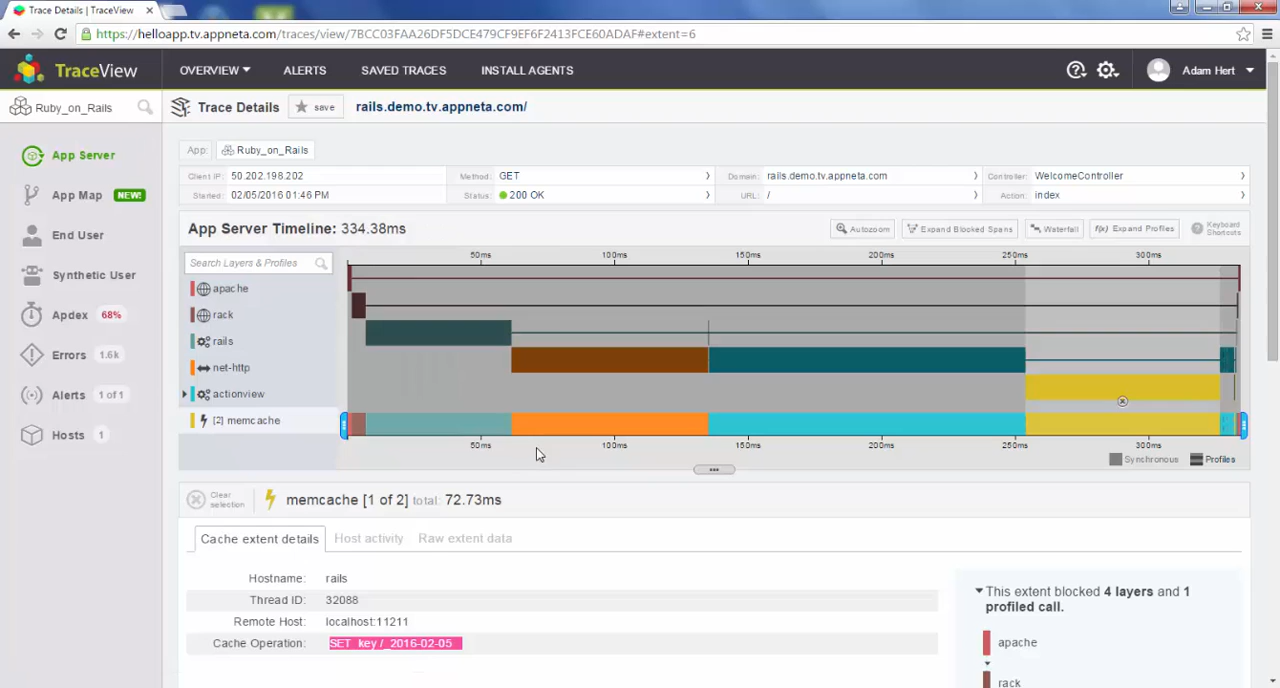 Trace Details | TraceView
https://helloapp.tv.appneta.com/traces/view/7BCC03FAA26DF5DCE479CF9EF6F2413FCE60ADAF#extent=6
TraceView OVERVIEW ALERTS SAVED TRACES INSTALL AGENTS Adam Hert
Ruby_on_Rails Trace Details save rails.demo.tv.appneta.com/
App Server
App Map NEW!
End User
Synthetic User
Apdex 68%
Errors 1.6k
Alerts 1 of 1
Hosts 1
App: Ruby_on_Rails
Client IP: 50.202.198.202 Method: GET Domain: rails.demo.tv.appneta.com Controller: WelcomeController
Started: 02/05/2016 01:46 PM Status: 200 OK URL: / Action: index
App Server Timeline: 334.38ms Autozoom Expand Blocked Spans Waterfall f(x) Expand Profiles Keyboard Shortcuts
Search Layers & Profiles 50ms 100ms 150ms 200ms 250ms 300ms
apache
rack
rails
net-http
actionview
[2] memcache
50ms 100ms 150ms 200ms 250ms 300ms
Synchronous Profiles
Clear selection memcache [1 of 2] total: 72.73ms
Cache extent details Host activity Raw extent data
Hostname: rails
Thread ID: 32088
Remote Host: localhost:11211
Cache Operation: SET key /_2016-02-05
This extent blocked 4 layers and 1
profiled call.
apache
rack